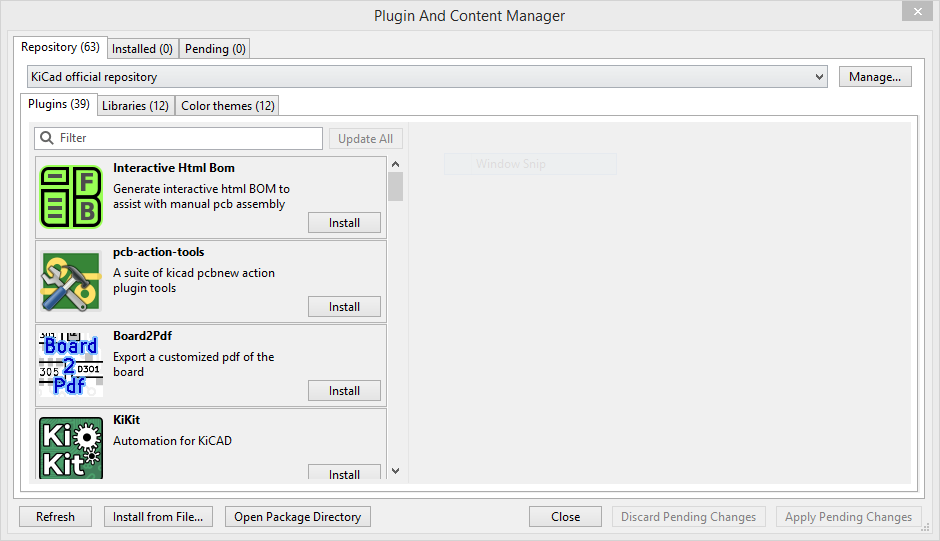 Plugin And Content Manager
Repository (63) Installed (0) Pending (0)
KiCad official repository Manage...
Plugins (39) Libraries (12) Color themes (12)
Filter Update All
Window Snip
Interactive Html Bom
Generate interactive html BOM to
assist with manual pcb assembly
Install
F
B
pcb-action-tools
A suite of kicad pcbnew action
plugin tools
Install
Board2Pdf
Export a customized pdf of the
board
Install
Board
2
D301
305
Pdf
KiKit
Automation for KiCAD
Install
Ki
Kit
Refresh Install from File... Open Package Directory Close Discard Pending Changes Apply Pending Changes